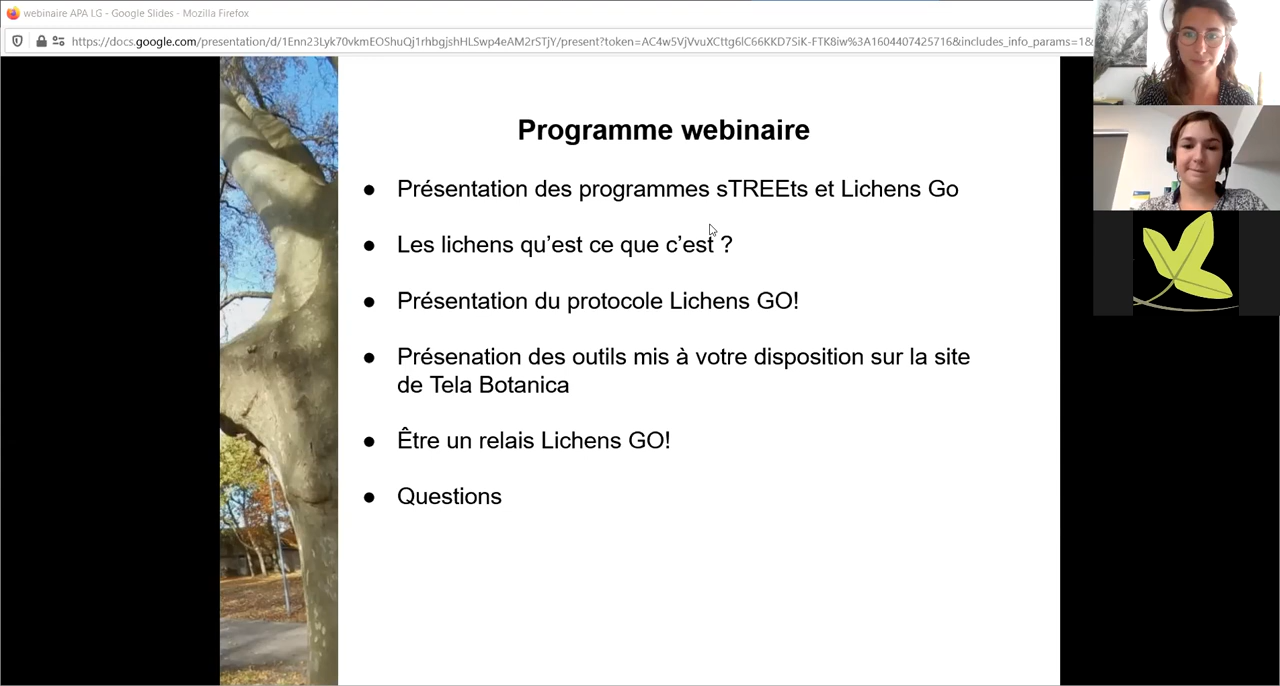 webinaire APA LG - Google Slides - Mozilla Firefox
https://docs.google.com/presentation/d/1Enn23Lyk70vkmEOShuQj1rhbgjshHLSwp4eAM2rSTjY/present?token=AC4w5VjVvuXCttg6lC66KKD7SiK-FTK8iw%3A1604407425716&includes_info_params=1&
Programme webinaire
● Présentation des programmes sTREEts et Lichens Go
● Les lichens qu’est ce que c’est ?
● Présentation du protocole Lichens GO!
● Présenation des outils mis à votre disposition sur la site
de Tela Botanica
● Être un relais Lichens GO!
● Questions